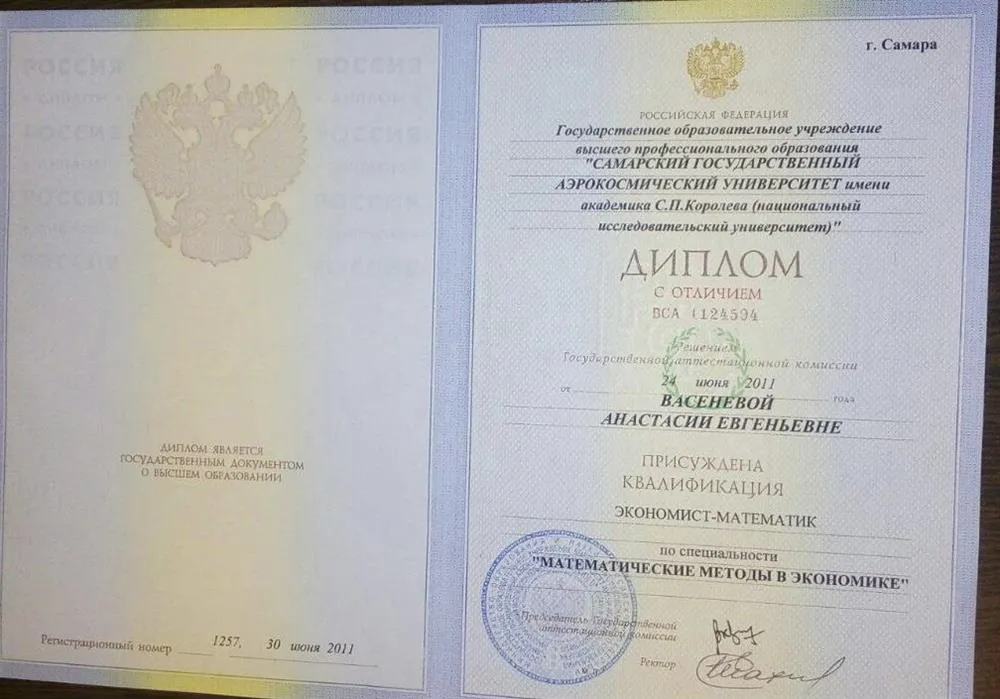 ДИПЛОМ ЯВЛЯЕТСЯ
ГОСУДАРСТВЕННЫМ ДОКУМЕНТОМ
О ВЫСШЕМ ОБРАЗОВАНИИ
Регистрационный номер 1257, 30 июня 2011
г. Самара
РОССИЙСКАЯ ФЕДЕРАЦИЯ
Государственное образовательное учреждение
высшего профессионального образования
"САМАРСКИЙ ГОСУДАРСТВЕННЫЙ
АЭРОКОСМИЧЕСКИЙ УНИВЕРСИТЕТ имени
академика С.П.Королева (национальный
исследовательский университет)"
ДИПЛОМ
С ОТЛИЧИЕМ
ВСА 1124594
Решением
Государственной аттестационной комиссии
от 24 июня 2011 года
ВАСЕНЕВОЙ
АНАСТАСИИ ЕВГЕНЬЕВНЕ
ПРИСУЖДЕНА
КВАЛИФИКАЦИЯ
ЭКОНОМИСТ-МАТЕМАТИК
по специальности
"МАТЕМАТИЧЕСКИЕ МЕТОДЫ В ЭКОНОМИКЕ"
Председатель Государственной
аттестационной комиссии
Ректор